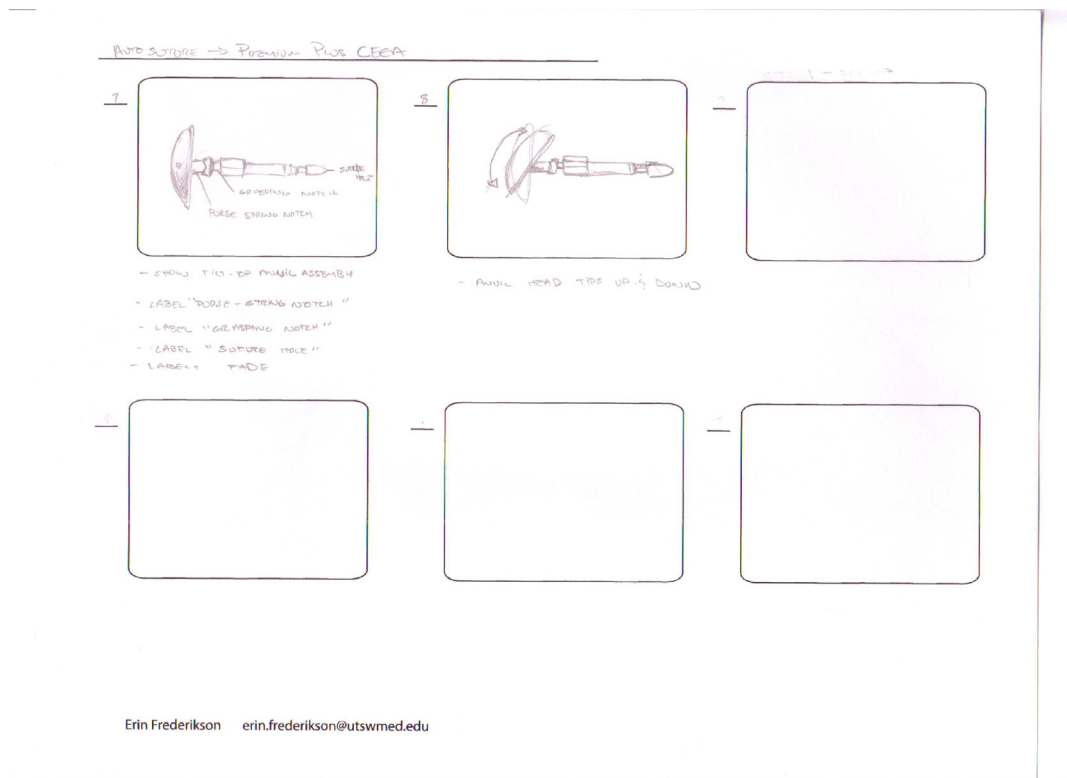 AUTO SUTURE → PREMIUM PLUS CEEA
7
8
SUTURE HOLE
GRASPING NOTCH
PURSE STRING NOTCH
- SHOW TILT-TOP ANVIL ASSEMBLY
- LABEL "PURSE-STRING NOTCH"
- LABEL "GRASPING NOTCH"
- LABEL "SUTURE HOLE"
- LABELS FADE
- ANVIL HEAD TIPS UP & DOWN
Erin Frederikson erin.frederikson@utswmed.edu